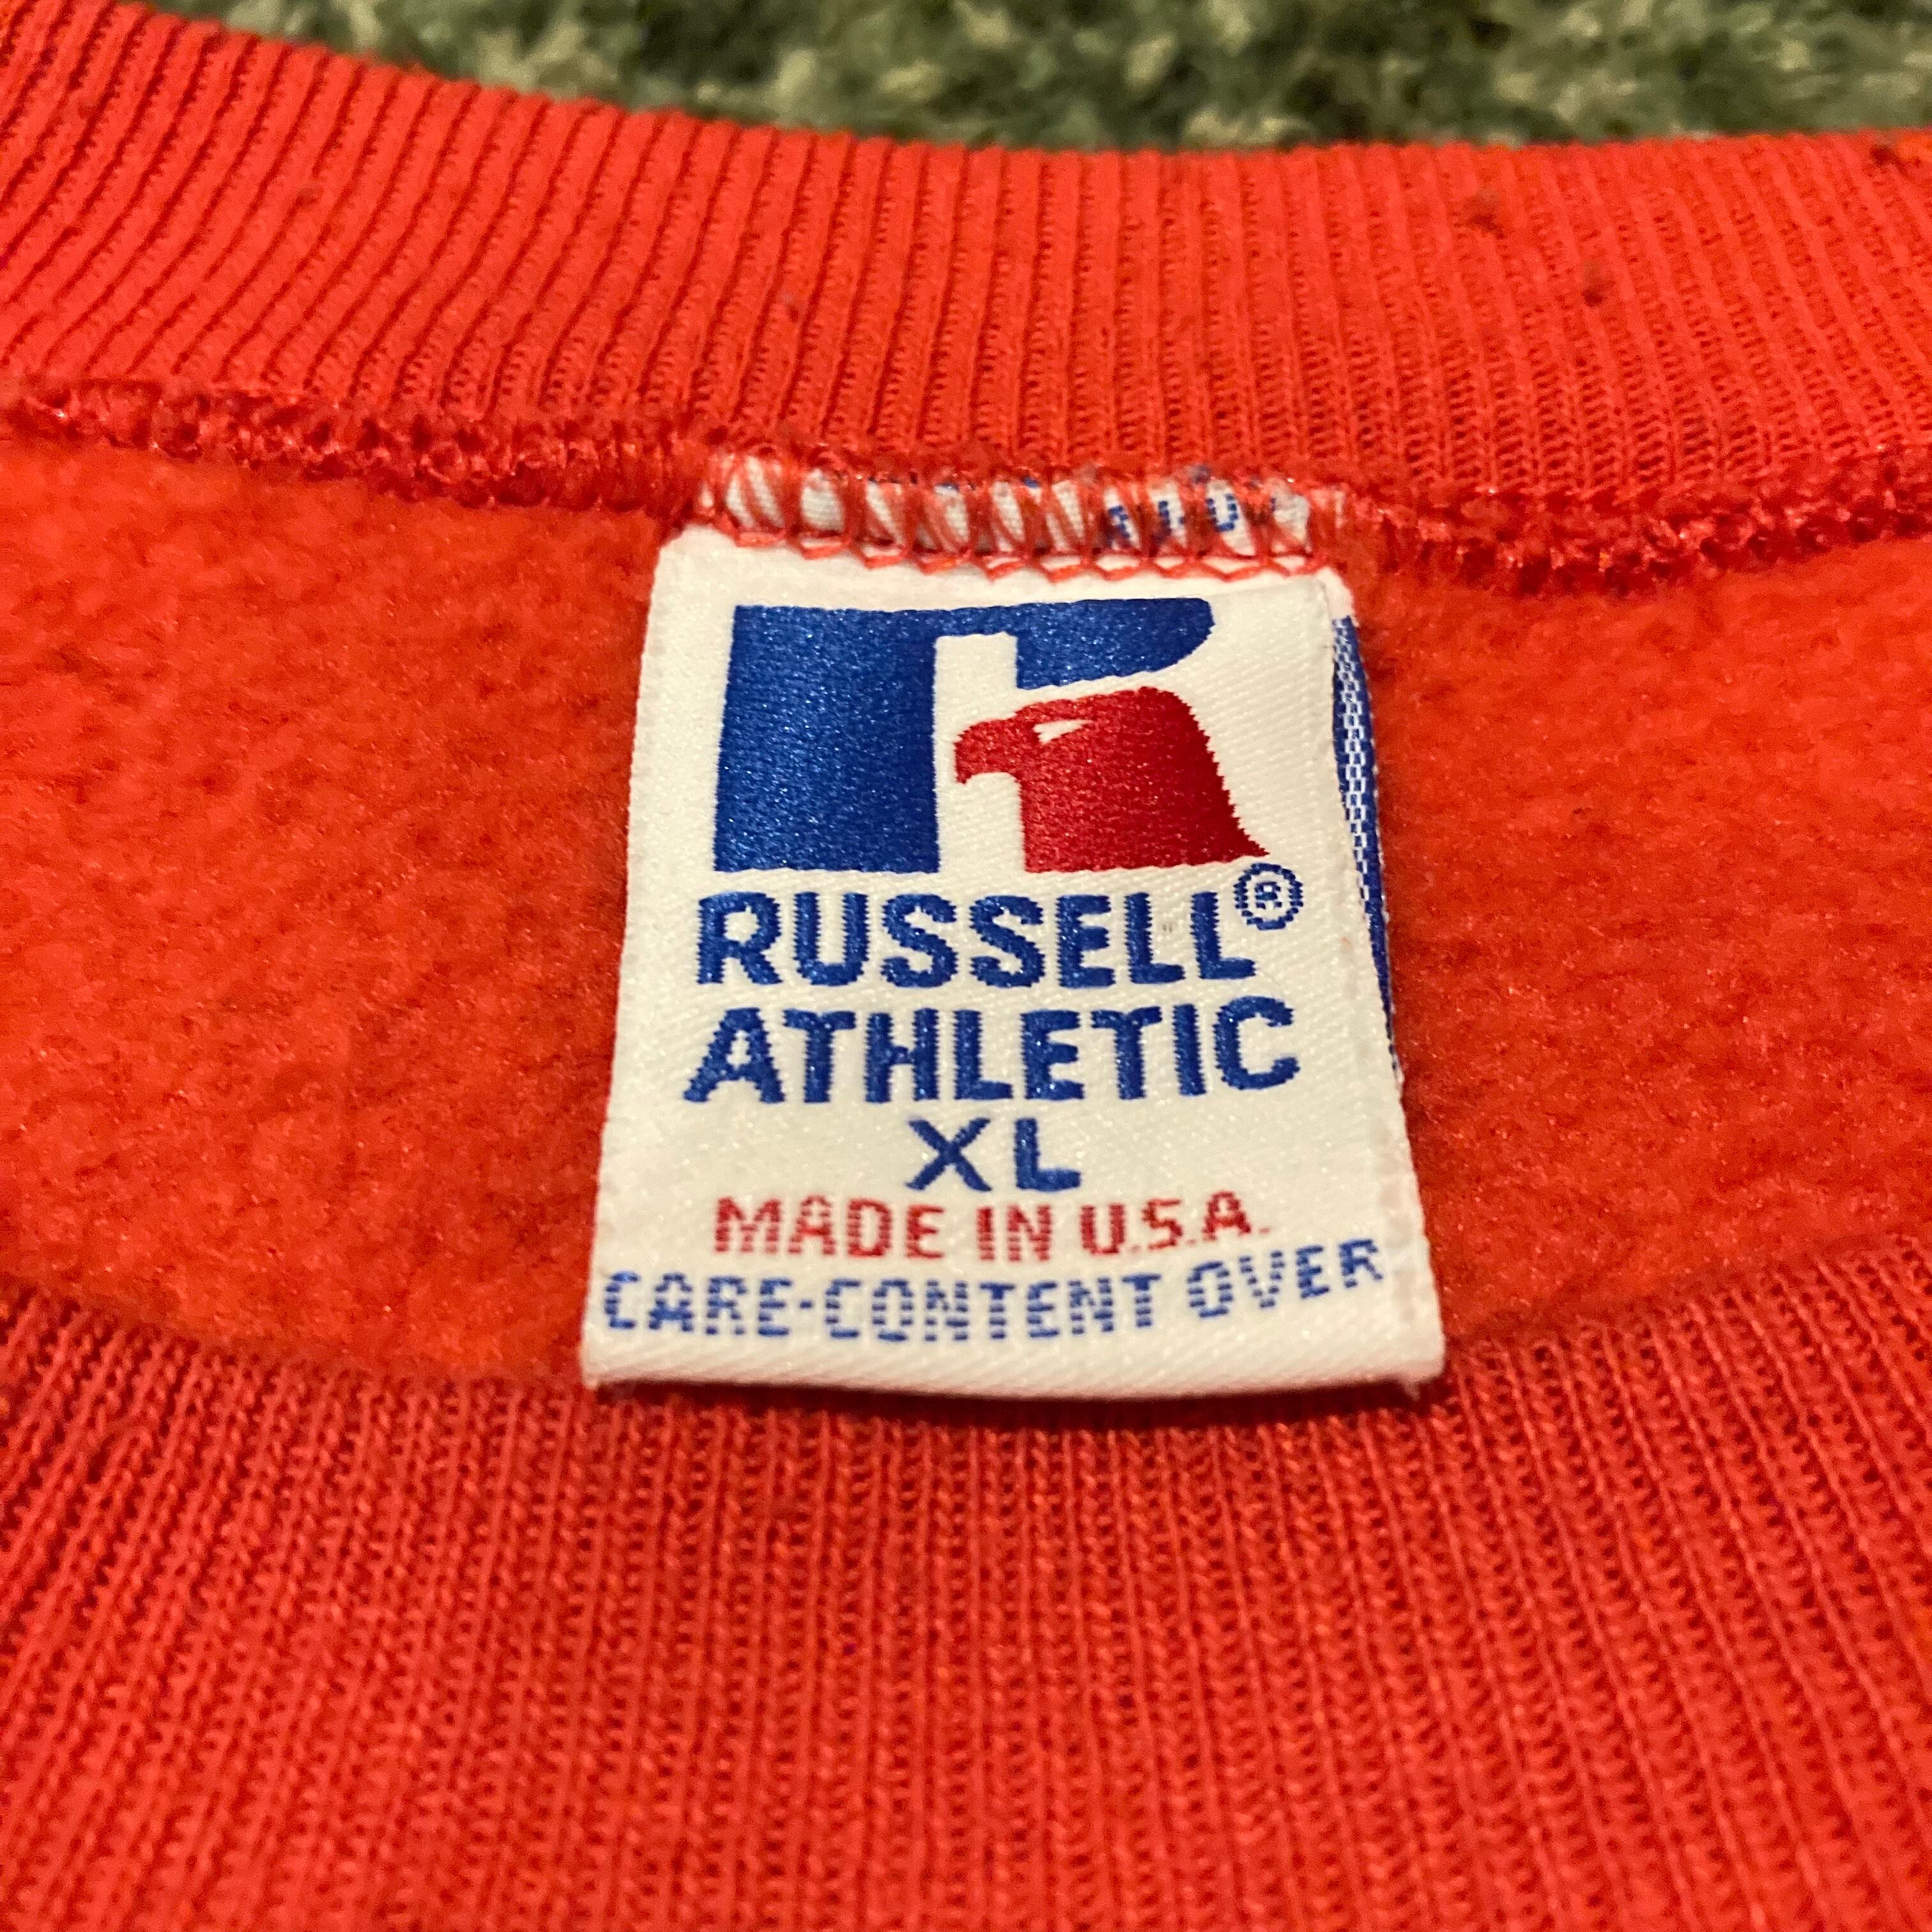 RUSSELL®
ATHLETIC
XL
MADE IN U.S.A.
CARE-CONTENT OVER